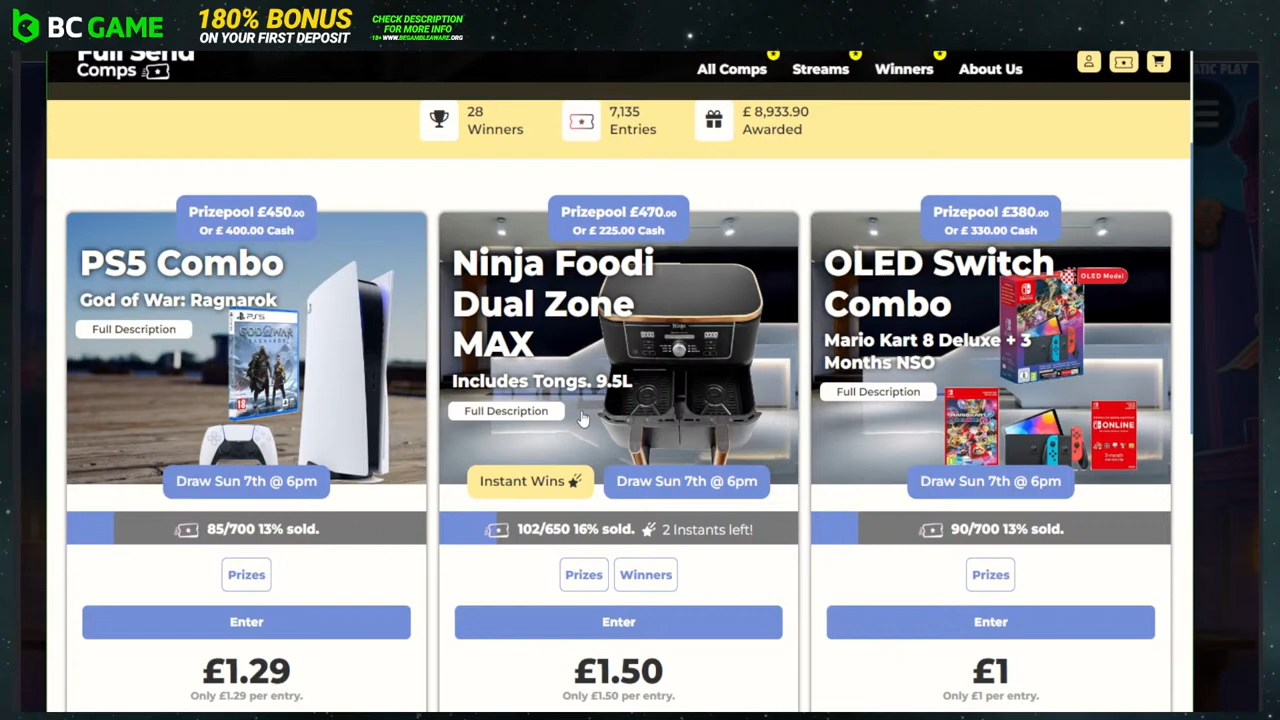 BC GAME
180% BONUS
ON YOUR FIRST DEPOSIT
CHECK DESCRIPTION
FOR MORE INFO
18+ WWW.BEGAMBLEAWARE.ORG
Full Send
Comps
All Comps
Streams
Winners
About Us
28
Winners
7,135
Entries
£ 8,933.90
Awarded
Prizepool £450.00
Or £ 400.00 Cash
PS5 Combo
God of War: Ragnarok
Full Description
Draw Sun 7th @ 6pm
85/700 13% sold.
Prizes
Enter
£1.29
Only £1.29 per entry.
Prizepool £470.00
Or £ 225.00 Cash
Ninja Foodi
Dual Zone
MAX
Includes Tongs. 9.5L
Full Description
Instant Wins
Draw Sun 7th @ 6pm
102/650 16% sold.
2 Instants left!
Prizes
Winners
Enter
£1.50
Only £1.50 per entry.
Prizepool £380.00
Or £ 330.00 Cash
OLED Switch
Combo
OLED Model
Mario Kart 8 Deluxe + 3
Months NSO
Full Description
Draw Sun 7th @ 6pm
90/700 13% sold.
Prizes
Enter
£1
Only £1 per entry.